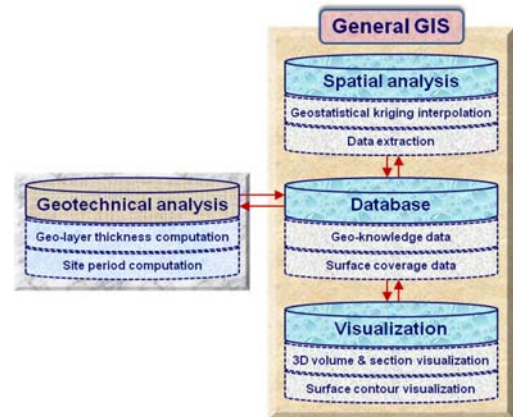 General GIS
Spatial analysis
Geostatistical kriging interpolation
Data extraction
Geotechnical analysis
Geo-layer thickness computation
Site period computation
Database
Geo-knowledge data
Surface coverage data
Visualization
3D volume & section visualization
Surface contour visualization